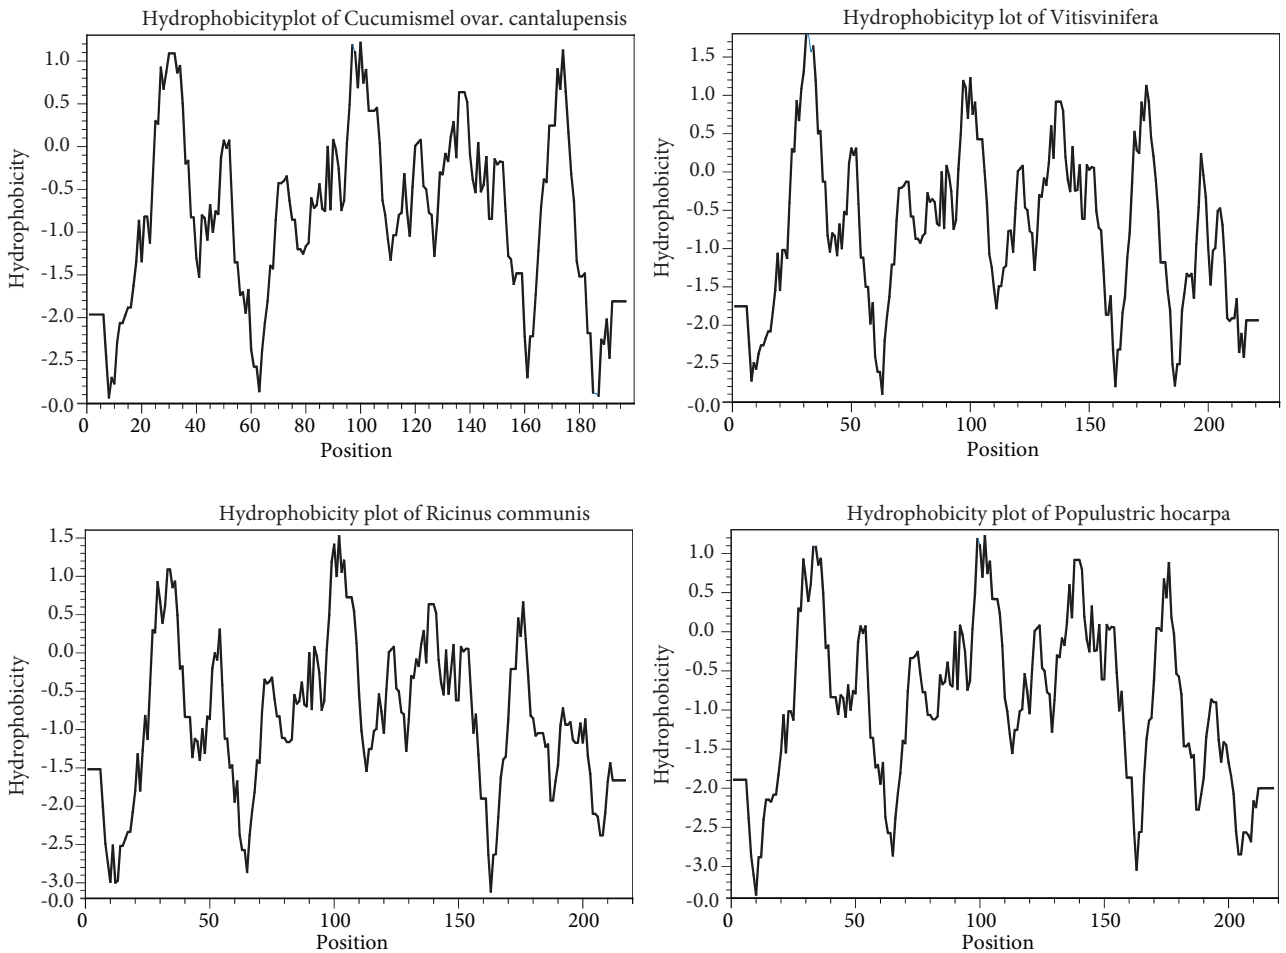 Hydrophobicityplot of Cucumismel ovar. cantalupensis
1.0
0.5
0.0
-0.5
-1.0
-1.5
-2.0
-2.5
-0.0
Hydrophobicity
0 20 40 60 80 100 120 140 160 180
Position
Hydrophobicityp lot of Vitisvinifera
1.5
1.0
0.5
0.0
-0.5
-1.0
-1.5
-2.0
-2.5
-0.0
Hydrophobicity
0 50 100 150 200
Position
Hydrophobicity plot of Ricinus communis
1.5
1.0
0.5
0.0
-0.5
-1.0
-1.5
-2.0
-2.5
-3.0
-0.0
Hydrophobicity
0 50 100 150 200
Position
Hydrophobicity plot of Populustric hocarpa
1.0
0.5
0.0
-0.5
-1.0
-1.5
-2.0
-2.5
-3.0
-0.0
Hydrophobicity
0 50 100 150 200
Position